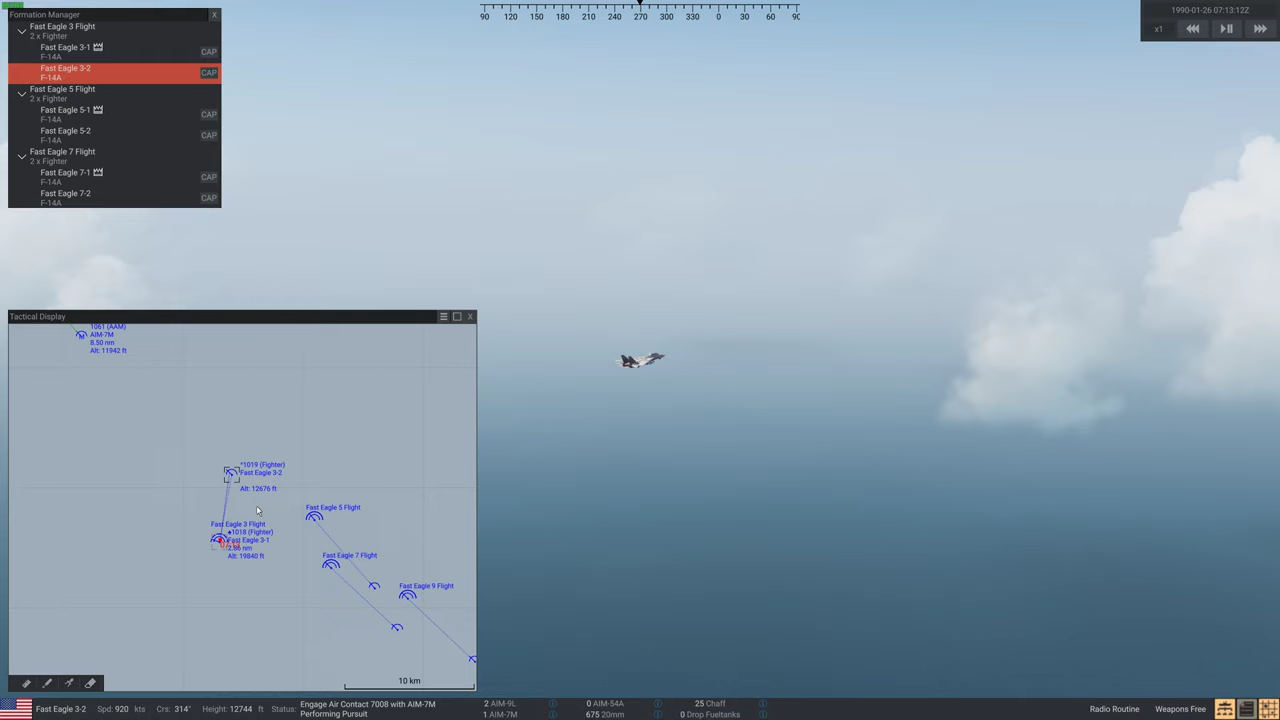 Formation Manager X
Fast Eagle 3 Flight
2 x Fighter
Fast Eagle 3-1
F-14A CAP
Fast Eagle 3-2
F-14A CAP
Fast Eagle 5 Flight
2 x Fighter
Fast Eagle 5-1
F-14A CAP
Fast Eagle 5-2
F-14A CAP
Fast Eagle 7 Flight
2 x Fighter
Fast Eagle 7-1
F-14A CAP
Fast Eagle 7-2
F-14A CAP
90 120 150 180 210 240 270 300 330 0 30 60
1990-01-26 07:13:12Z
x1
Tactical Display X
1061 (AAM)
AIM-7M
8.50 nm
Alt: 11942 ft
*1019 (Fighter)
Fast Eagle 3-2
Alt: 12676 ft
Fast Eagle 3 Flight
1018 (Fighter)
Fast Eagle 3-1
2.86 nm
Alt: 19840 ft
Fast Eagle 5 Flight
Fast Eagle 7 Flight
Fast Eagle 9 Flight
10 km
Fast Eagle 3-2 Spd: 920 kts Crs: 314° Height: 12744 ft Status: Engage Air Contact 7008 with AIM-7M
Performing Pursuit
2 AIM-9L 0 AIM-54A 25 Chaff
1 AIM-7M 675 20mm 0 Drop Fueltanks
Radio Routine Weapons Free